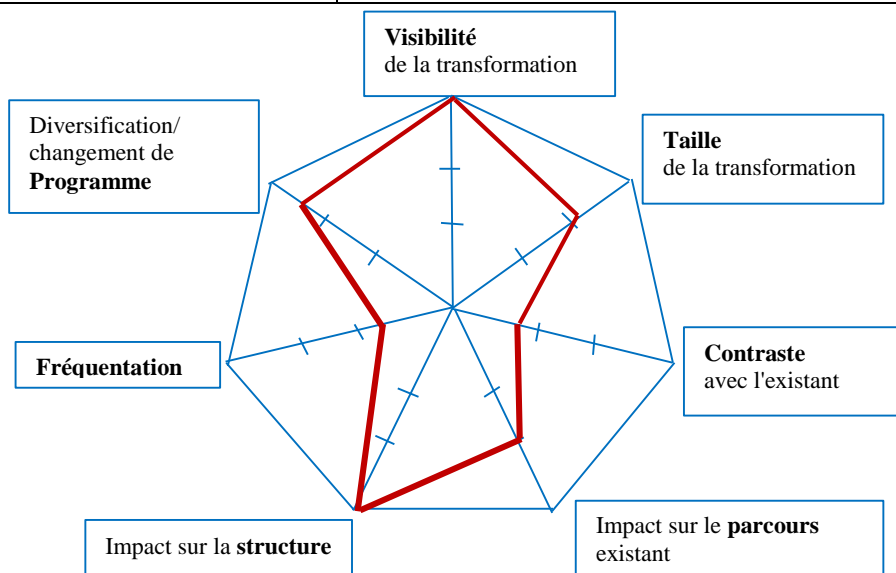 Visibilité
de la transformation
Diversification/
changement de
Programme
Taille
de la transformation
Fréquentation
Contraste
avec l'existant
Impact sur la structure
Impact sur le parcours
existant